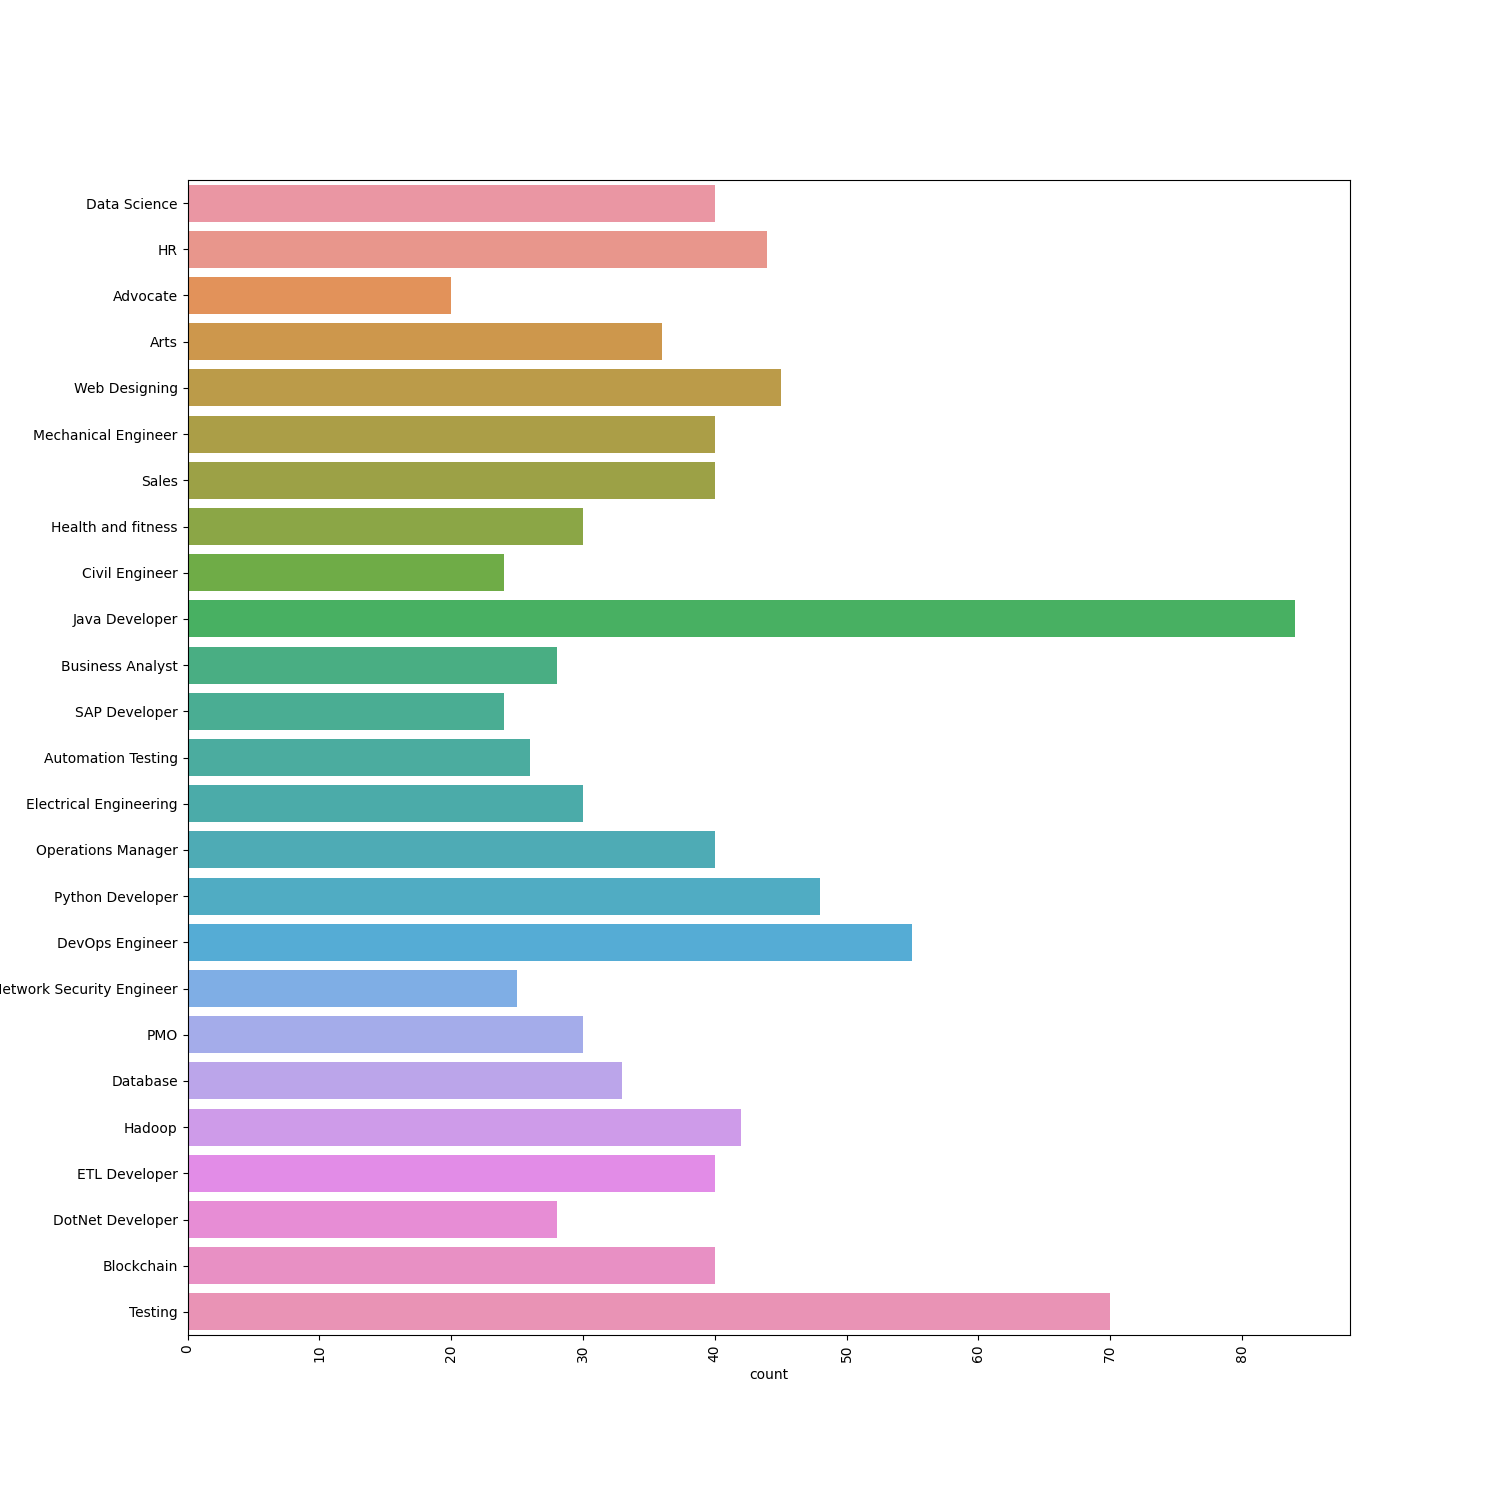 Data Science
HR
Advocate
Arts
Web Designing
Mechanical Engineer
Sales
Health and fitness
Civil Engineer
Java Developer
Business Analyst
SAP Developer
Automation Testing
Electrical Engineering
Operations Manager
Python Developer
DevOps Engineer
etwork Security Engineer
PMO
Database
Hadoop
ETL Developer
DotNet Developer
Blockchain
Testing
0 10 20 30 40 50 60 70 80
count